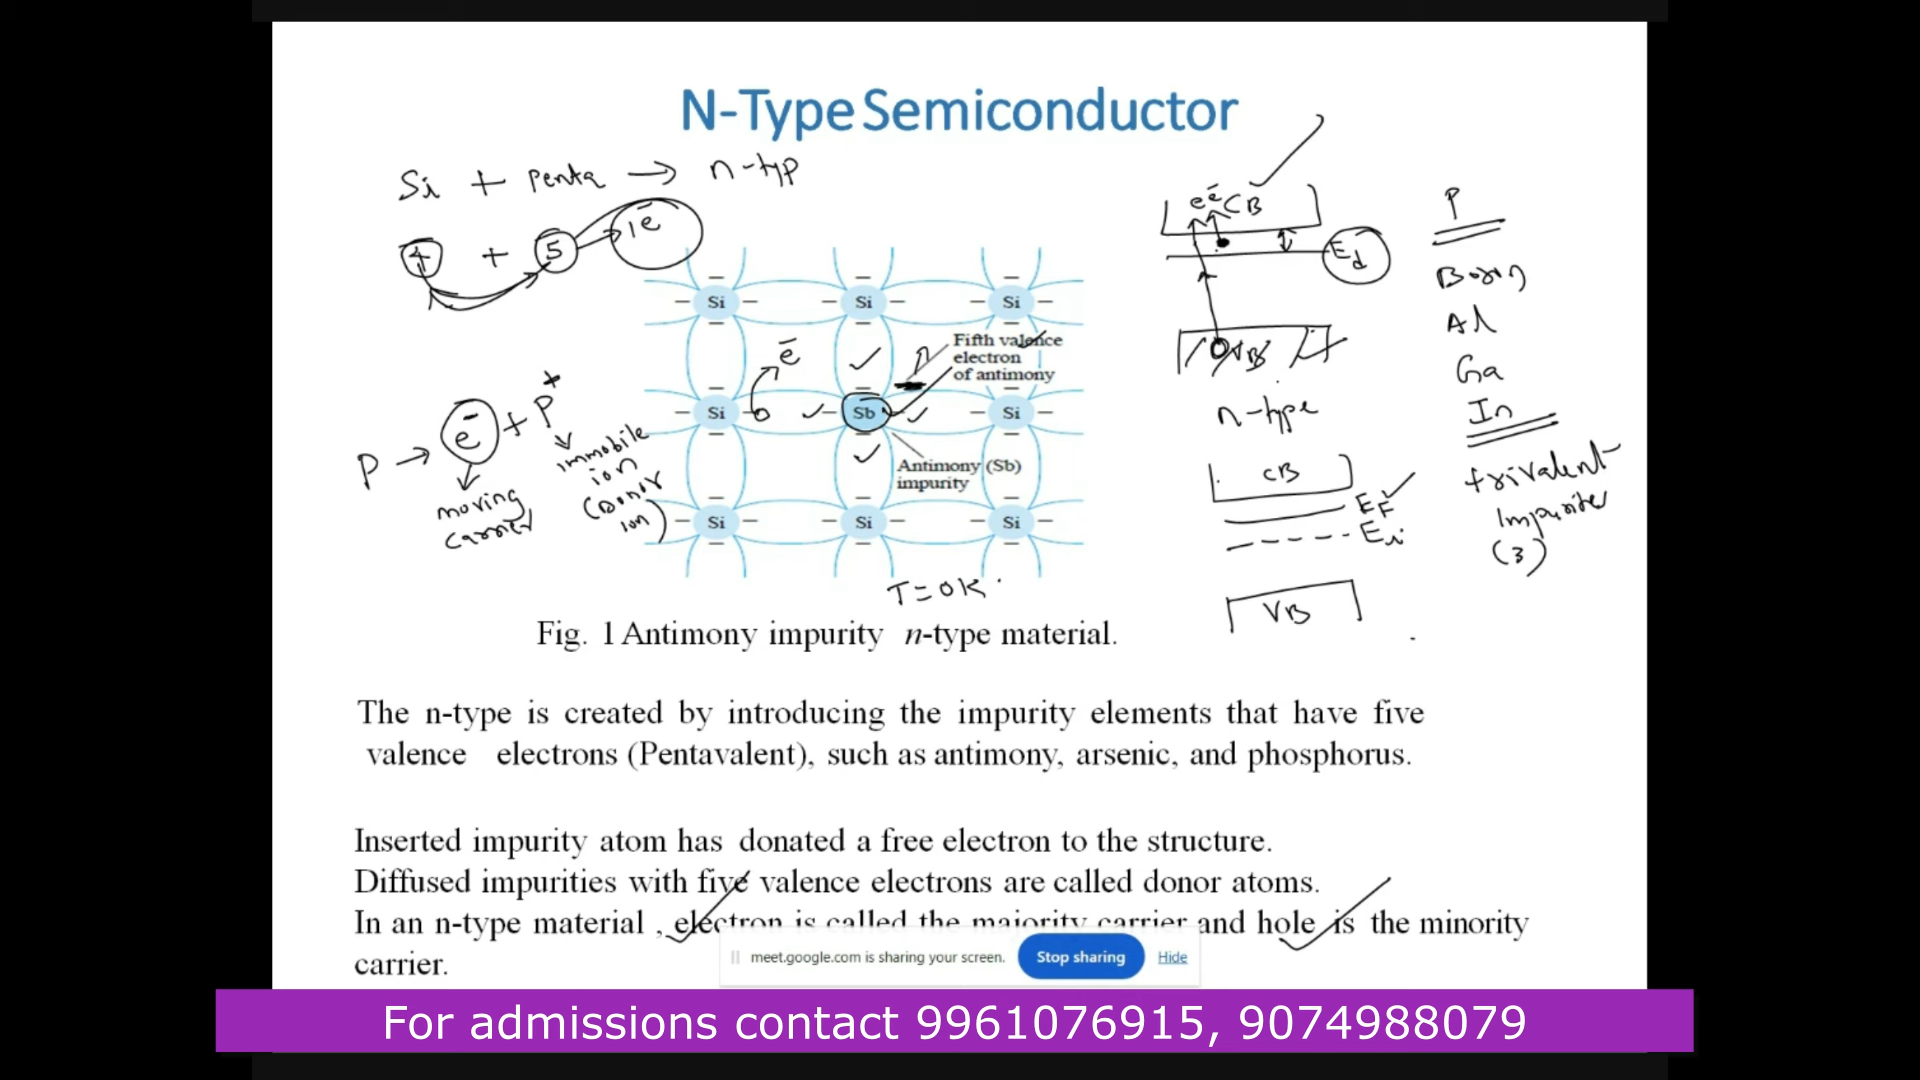 N-Type Semiconductor
Si + Penta → n-typ
4 + 5 1e⁻
e e⁻ CB
Ed
VB
n-type
CB
EF
Ei
VB
P
Boron
Al
Ga
In
trivalent
(3)
Si Si Si
Fifth valence
electron
of antimony
e⁻
Si Sb Si
Antimony (Sb)
impurity
Si Si Si
P → e⁻ + P⁺
moving
carrier
immobile
ion
(Donor
ion)
T=0K
Fig. 1 Antimony impurity n-type material.
The n-type is created by introducing the impurity elements that have five
valence electrons (Pentavalent), such as antimony, arsenic, and phosphorus.
Inserted impurity atom has donated a free electron to the structure.
Diffused impurities with five valence electrons are called donor atoms.
In an n-type material , electron is called the majority carrier and hole is the minority
carrier.
meet.google.com is sharing your screen. Stop sharing Hide
For admissions contact 9961076915, 9074988079